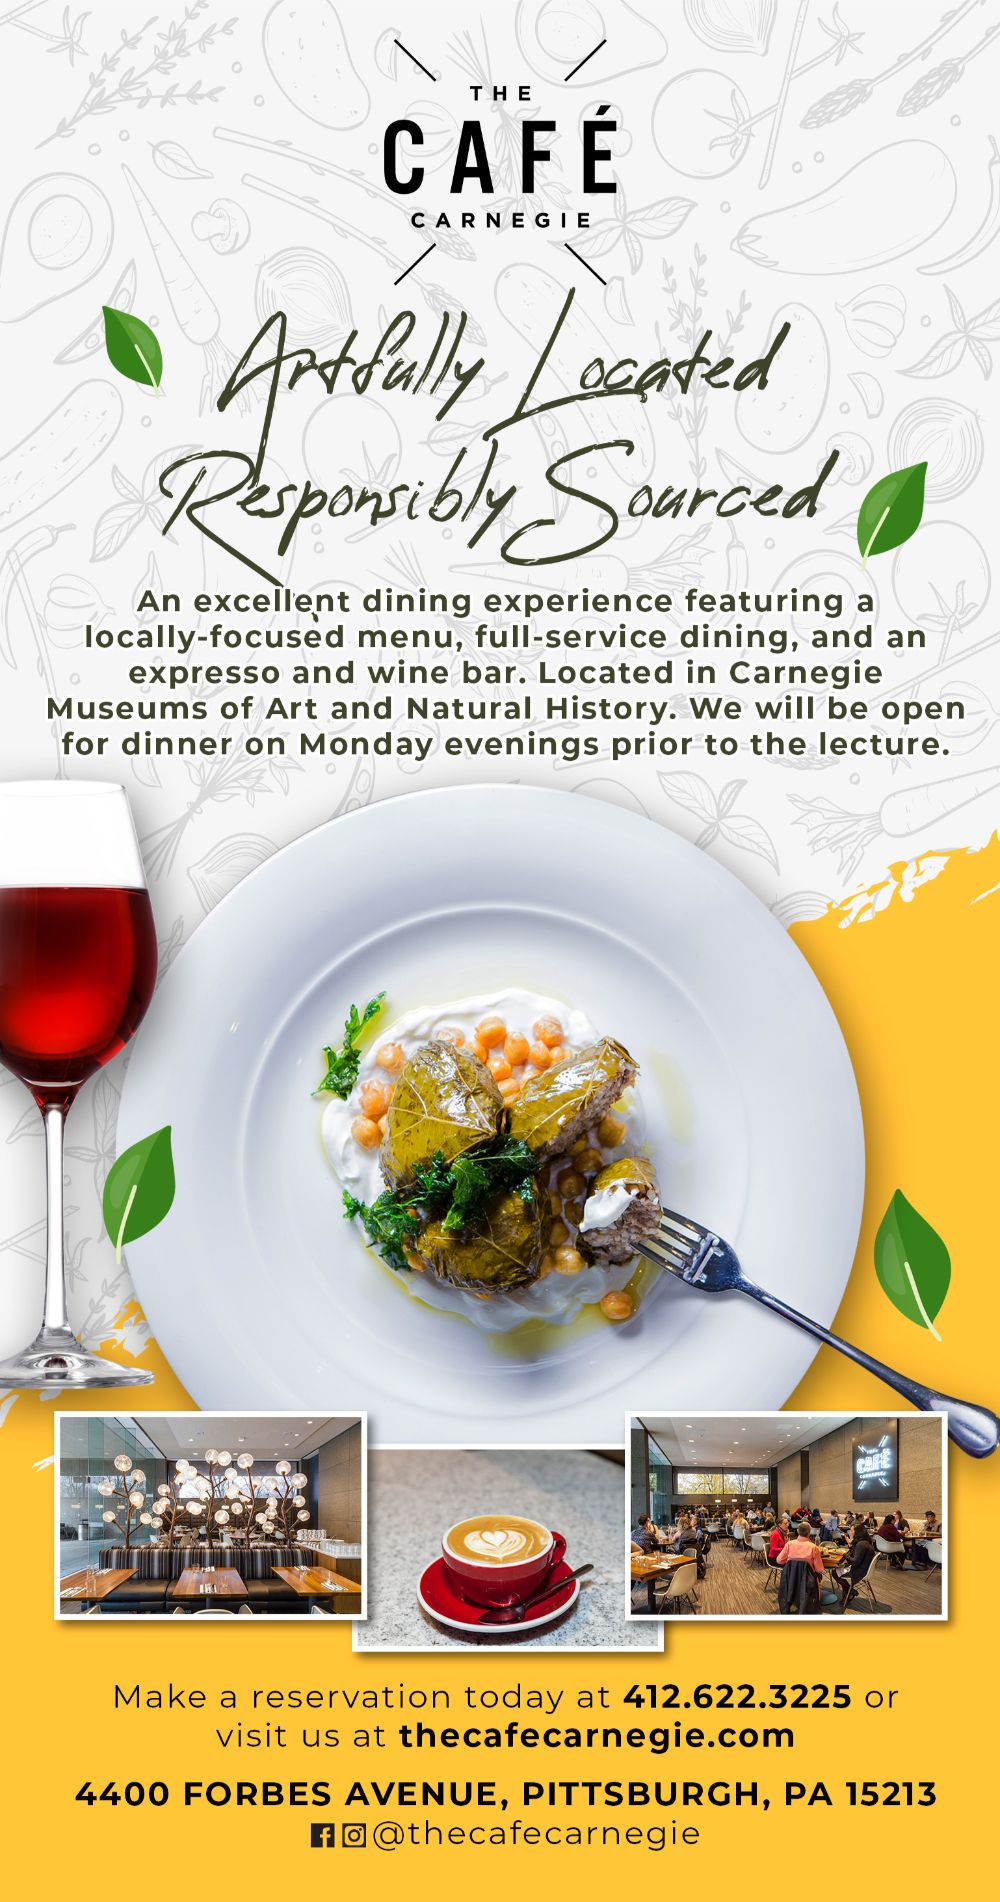 THE
CAFÉ
CARNEGIE
Artfully Located
Responsibly Sourced
An excellent dining experience featuring a
locally-focused menu, full-service dining, and an
expresso and wine bar. Located in Carnegie
Museums of Art and Natural History. We will be open
for dinner on Monday evenings prior to the lecture.
THE
CAFÉ
CARNEGIE
Make a reservation today at 412.622.3225 or
visit us at thecafecarnegie.com
4400 FORBES AVENUE, PITTSBURGH, PA 15213
@thecafecarnegie